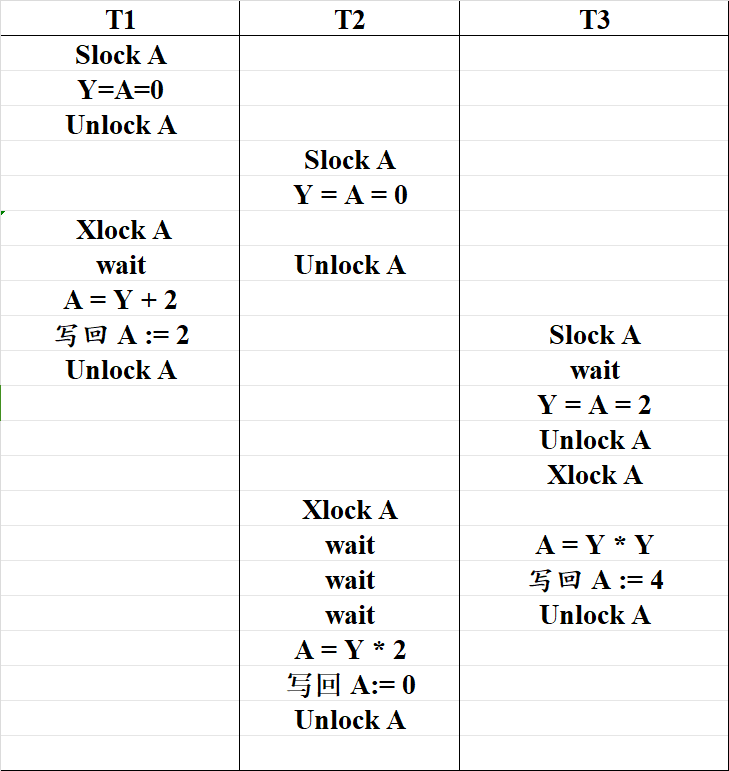 T1 T2 T3
Slock A
Y=A=0
Unlock A
Slock A
Y = A = 0
Xlock A
wait Unlock A
A = Y + 2
写回 A := 2 Slock A
Unlock A wait
Y = A = 2
Unlock A
Xlock A
Xlock A
wait A = Y * Y
wait 写回 A := 4
wait Unlock A
A = Y * 2
写回 A:= 0
Unlock A